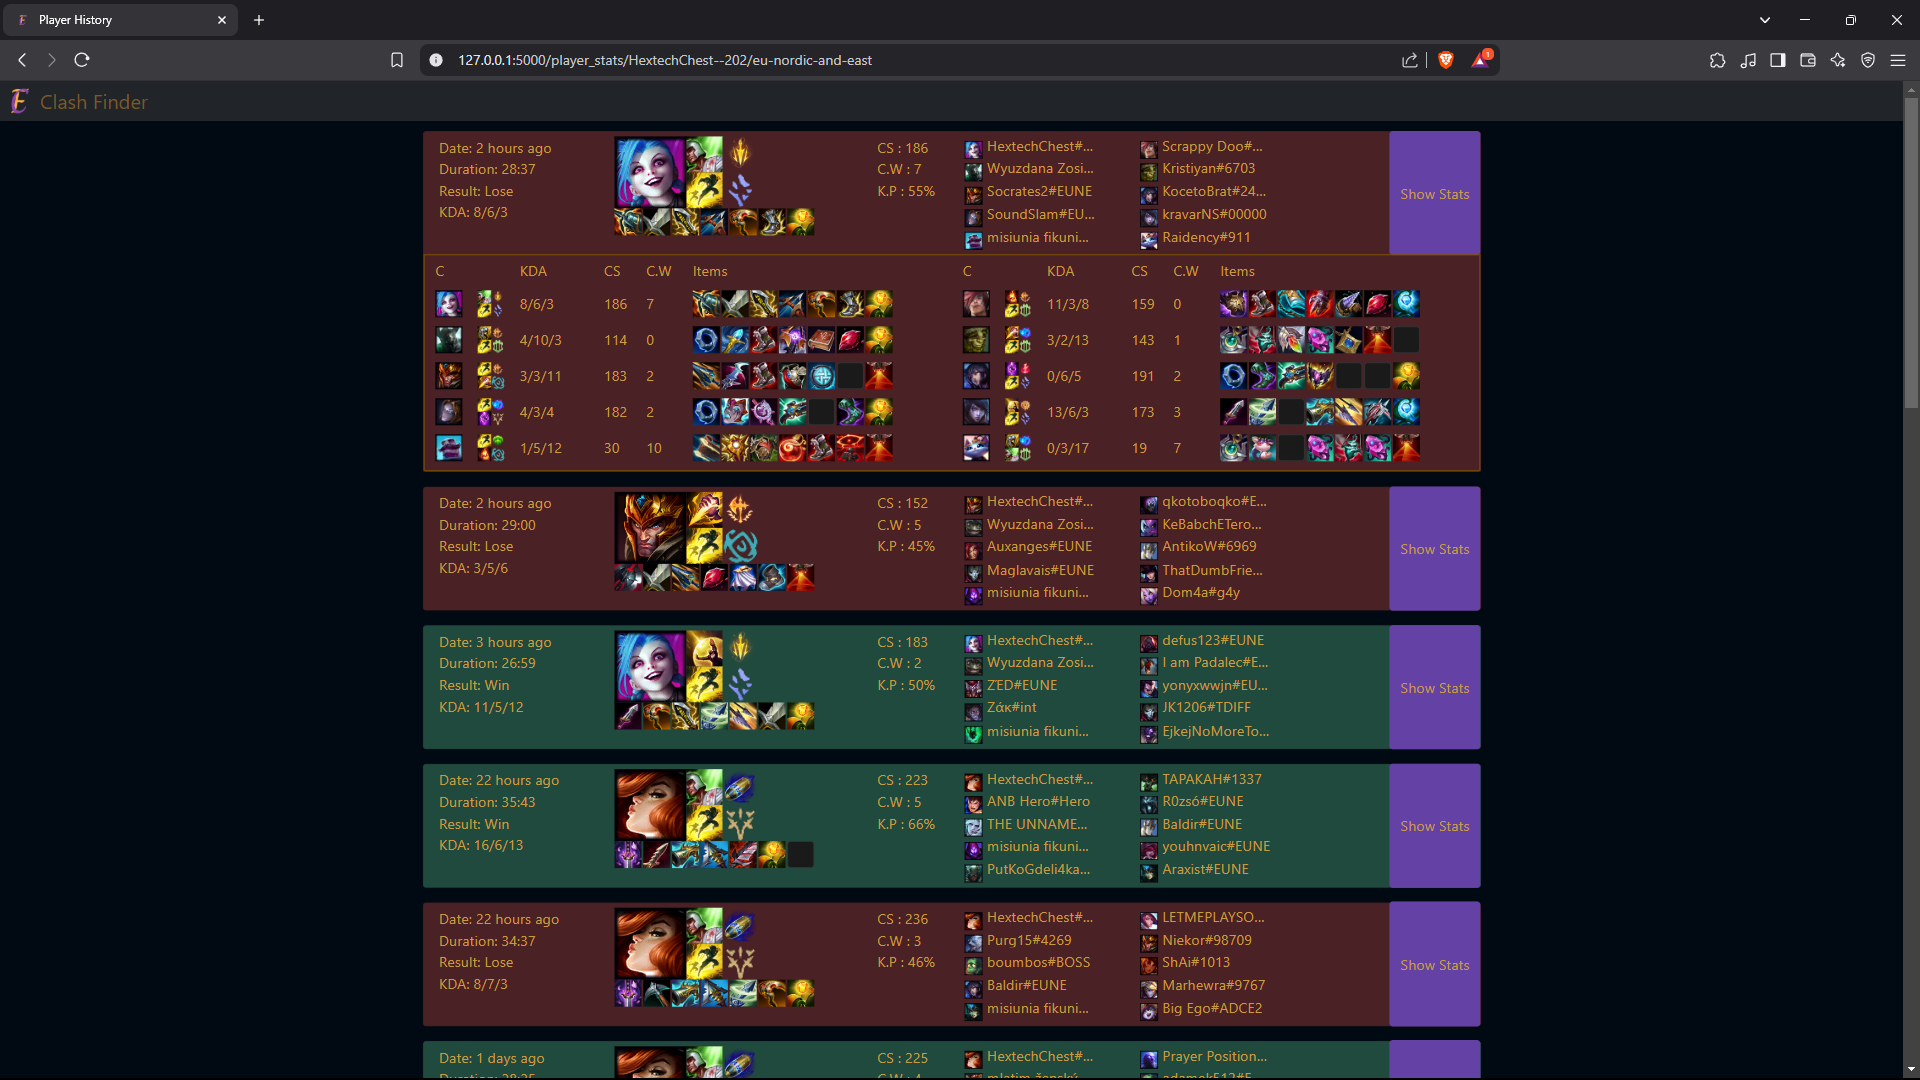 Player History
127.0.0.1:5000/player_stats/HextechChest--202/eu-nordic-and-east
1
E Clash Finder
Date: 2 hours ago
Duration: 28:37
Result: Lose
KDA: 8/6/3
CS : 186
C.W : 7
K.P : 55%
HextechChest#...
Wyuzdana Zosi...
Socrates2#EUNE
SoundSlam#EU...
misiunia fikuni...
Scrappy Doo#...
Kristiyan#6703
KocetoBrat#24...
kravarNS#00000
Raidency#911
Show Stats
C KDA CS C.W Items
8/6/3 186 7
4/10/3 114 0
3/3/11 183 2
4/3/4 182 2
1/5/12 30 10
C KDA CS C.W Items
11/3/8 159 0
3/2/13 143 1
0/6/5 191 2
13/6/3 173 3
0/3/17 19 7
Date: 2 hours ago
Duration: 29:00
Result: Lose
KDA: 3/5/6
CS : 152
C.W : 5
K.P : 45%
HextechChest#...
Wyuzdana Zosi...
Auxanges#EUNE
Maglavais#EUNE
misiunia fikuni...
qkotoboqko#E...
KeBabchETero...
AntikoW#6969
ThatDumbFrie...
Dom4a#g4y
Show Stats
Date: 3 hours ago
Duration: 26:59
Result: Win
KDA: 11/5/12
CS : 183
C.W : 2
K.P : 50%
HextechChest#...
Wyuzdana Zosi...
ZΈD#EUNE
Zάκ#int
misiunia fikuni...
defus123#EUNE
I am Padalec#E...
yonyxwwjn#EU...
JK1206#TDIFF
EjkejNoMoreTo...
Show Stats
Date: 22 hours ago
Duration: 35:43
Result: Win
KDA: 16/6/13
CS : 223
C.W : 5
K.P : 66%
HextechChest#...
ANB Hero#Hero
THE UNNAME...
misiunia fikuni...
PutKoGdeli4ka...
TAPAKAH#1337
R0zsó#EUNE
Baldir#EUNE
youhnvaic#EUNE
Araxist#EUNE
Show Stats
Date: 22 hours ago
Duration: 34:37
Result: Lose
KDA: 8/7/3
CS : 236
C.W : 3
K.P : 46%
HextechChest#...
Purg15#4269
boumbos#BOSS
Baldir#EUNE
misiunia fikuni...
LETMEPLAYSO...
Niekor#98709
ShAi#1013
Marhewra#9767
Big Ego#ADCE2
Show Stats
Date: 1 days ago
CS : 225
HextechChest#...
Prayer Position...